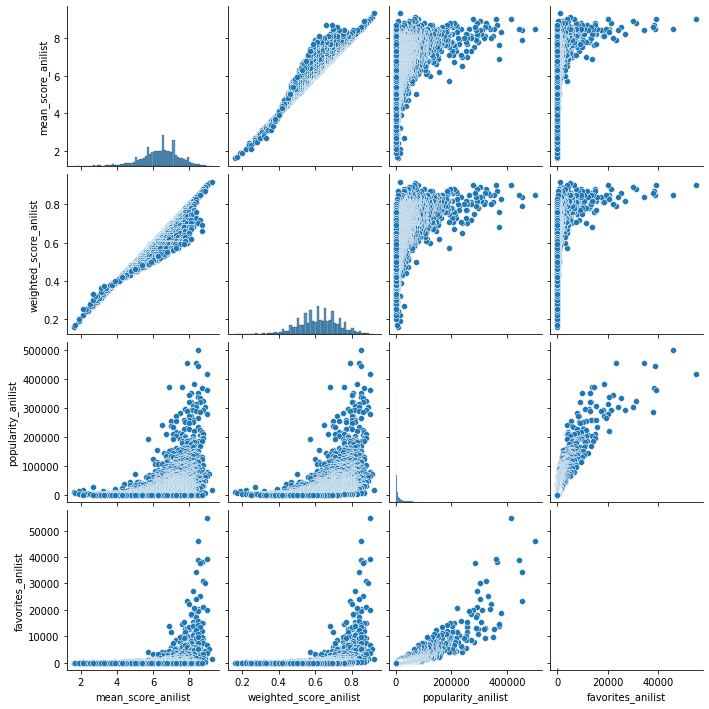 mean_score_anilist
8
6
4
2
weighted_score_anilist
0.8
0.6
0.4
0.2
popularity_anilist
500000
400000
300000
200000
100000
0
favorites_anilist
50000
40000
30000
20000
10000
0
2 4 6 8
0.2 0.4 0.6 0.8
0 200000 400000
0 20000 40000
mean_score_anilist
weighted_score_anilist
popularity_anilist
favorites_anilist